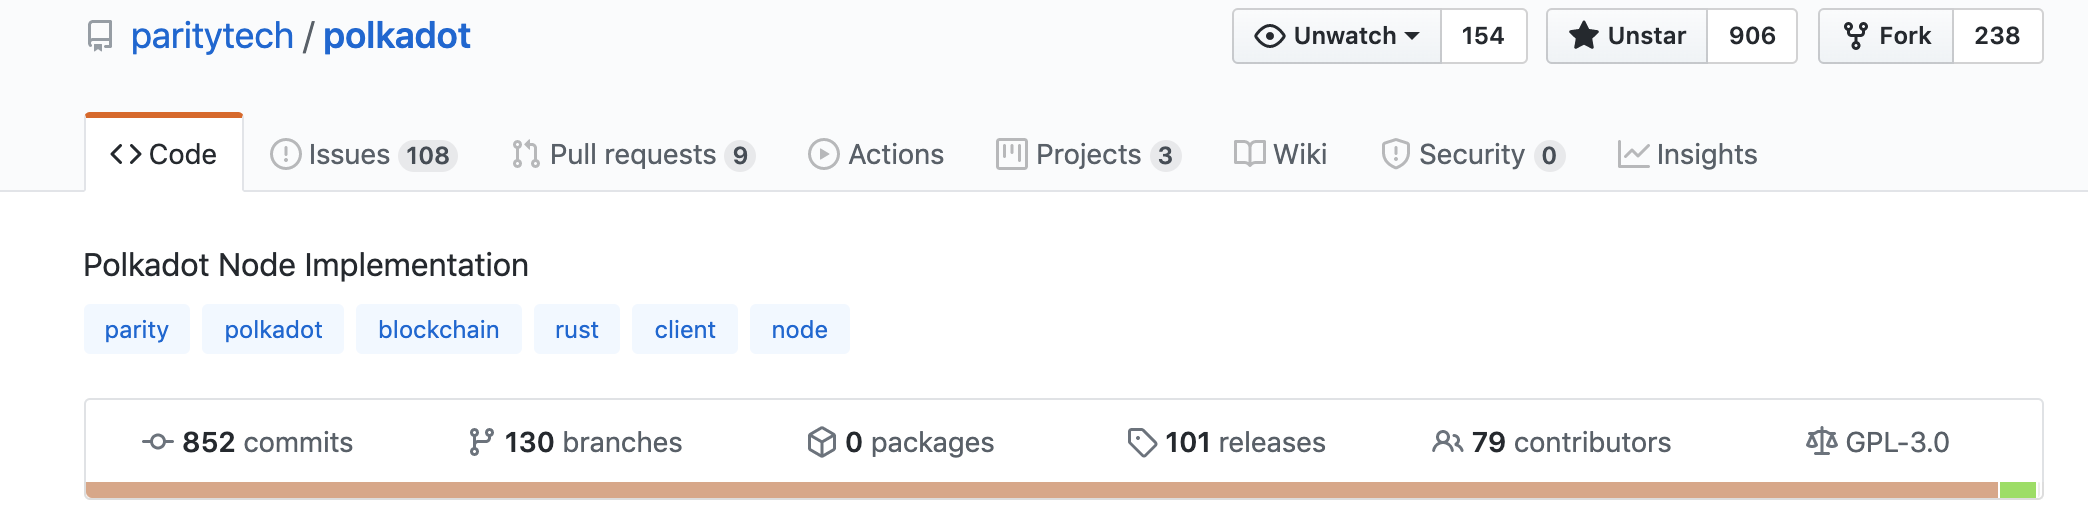 paritytech / polkadot Unwatch 154 Unstar 906 Fork 238
Code Issues 108 Pull requests 9 Actions Projects 3 Wiki Security 0 Insights
Polkadot Node Implementation
parity polkadot blockchain rust client node
852 commits 130 branches 0 packages 101 releases 79 contributors GPL-3.0